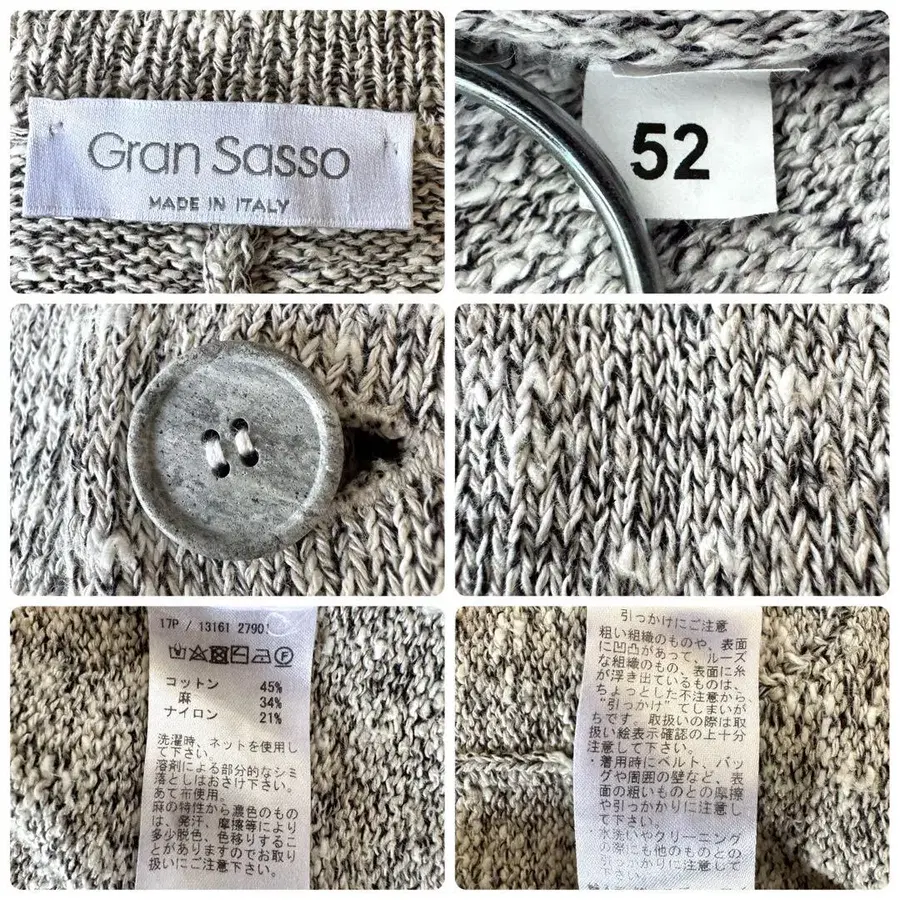 Gran Sasso
MADE IN ITALY
52
17P / 13161 2790
コットン 45%
麻 34%
ナイロン 21%
洗濯時、ネットを使用し
て下さい。
溶剤による部分的なシミ
落としはおさけ下さい。
あて布使用。
麻の特性から濃色のもの
は、発汗、摩擦等により
多少脱色、色移りするこ
とがありますのでお取り
扱いにご注意下さい。
引っかけにご注意
粗い組織のものや、表面
に凹凸があって、ルーズ
な組織のもの、表面に糸
が浮き出ているものは、
ちょっとした不注意から
“引っかけ”てしまいが
ちです。取扱いの際は取
扱い絵表示確認の上十分
注意して下さい。
・着用時にベルト、バッ
グや周囲の壁など、表
面の粗いものとの摩擦
や引っかかりに注意し
て下さい。
・水洗いやクリーニング
の際にも他のものとの
引っかかりに注意して
下さい。